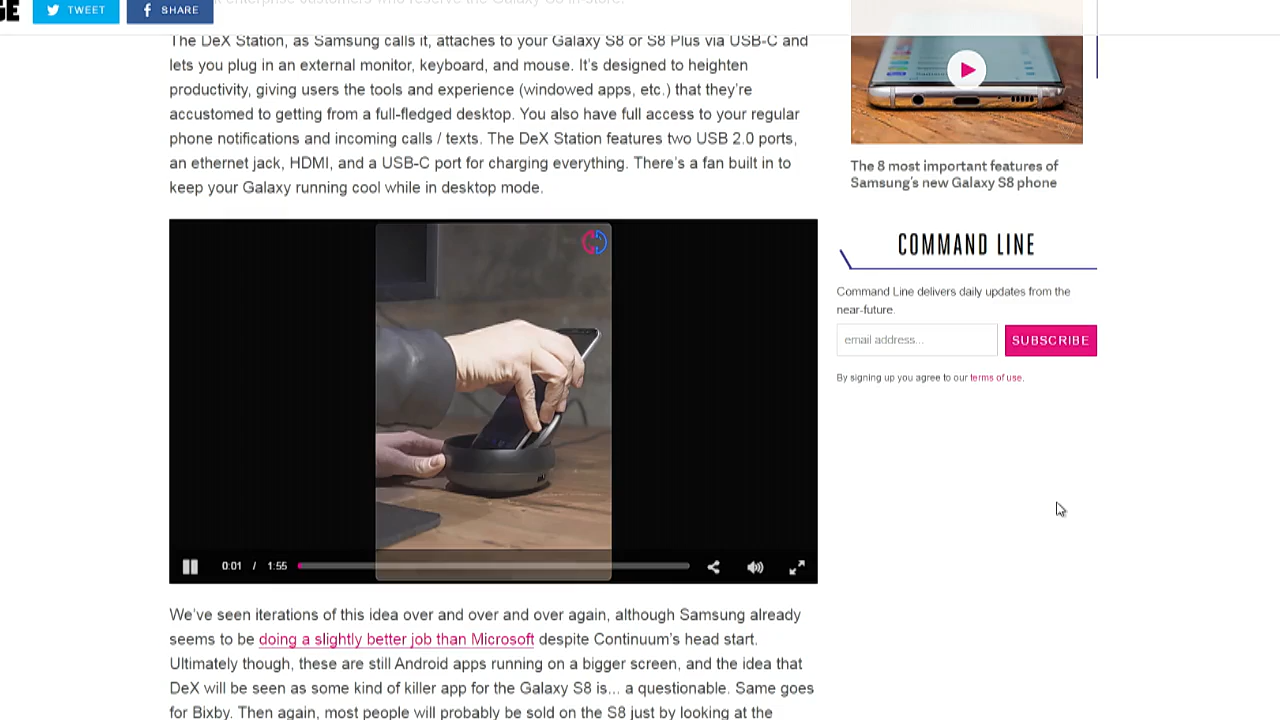 GE
TWEET
SHARE
enterprise customers who reserve the Galaxy S8 in-store.
The DeX Station, as Samsung calls it, attaches to your Galaxy S8 or S8 Plus via USB-C and
lets you plug in an external monitor, keyboard, and mouse. It's designed to heighten
productivity, giving users the tools and experience (windowed apps, etc.) that they're
accustomed to getting from a full-fledged desktop. You also have full access to your regular
phone notifications and incoming calls / texts. The DeX Station features two USB 2.0 ports,
an ethernet jack, HDMI, and a USB-C port for charging everything. There's a fan built in to
keep your Galaxy running cool while in desktop mode.
0:01 / 1:55
We've seen iterations of this idea over and over and over again, although Samsung already
seems to be doing a slightly better job than Microsoft despite Continuum's head start.
Ultimately though, these are still Android apps running on a bigger screen, and the idea that
DeX will be seen as some kind of killer app for the Galaxy S8 is... a questionable. Same goes
for Bixby. Then again, most people will probably be sold on the S8 just by looking at the
The 8 most important features of
Samsung's new Galaxy S8 phone
COMMAND LINE
Command Line delivers daily updates from the
near-future.
email address...
SUBSCRIBE
By signing up you agree to our terms of use.